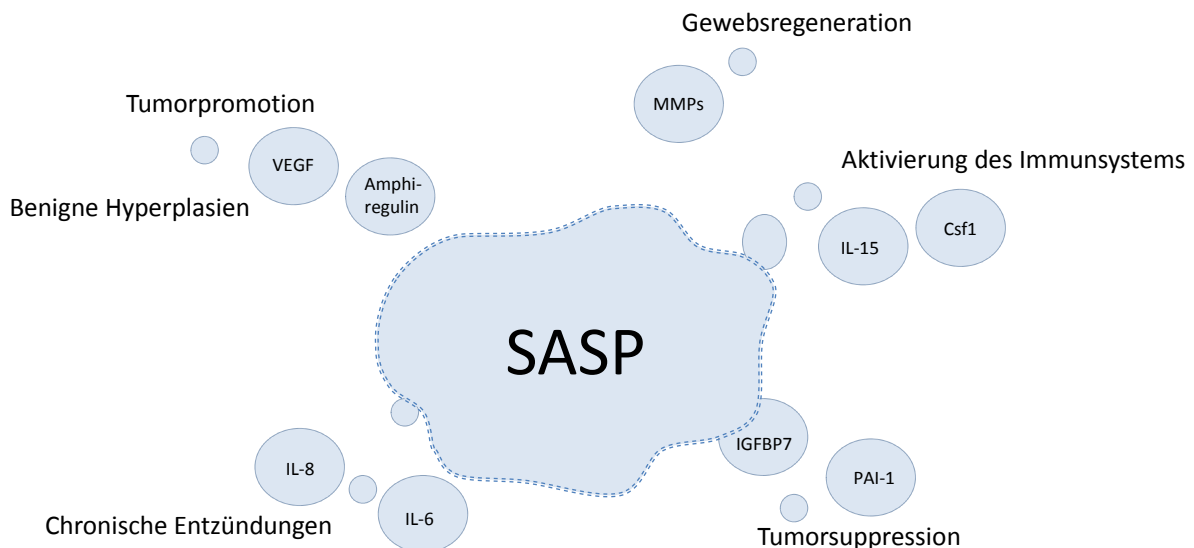 Gewebsregeneration
MMPs
Tumorpromotion
VEGF
Amphi-
regulin
Benigne Hyperplasien
Aktivierung des Immunsystems
IL-15
Csf1
SASP
IGFBP7
PAI-1
Tumorsuppression
IL-8
IL-6
Chronische Entzündungen